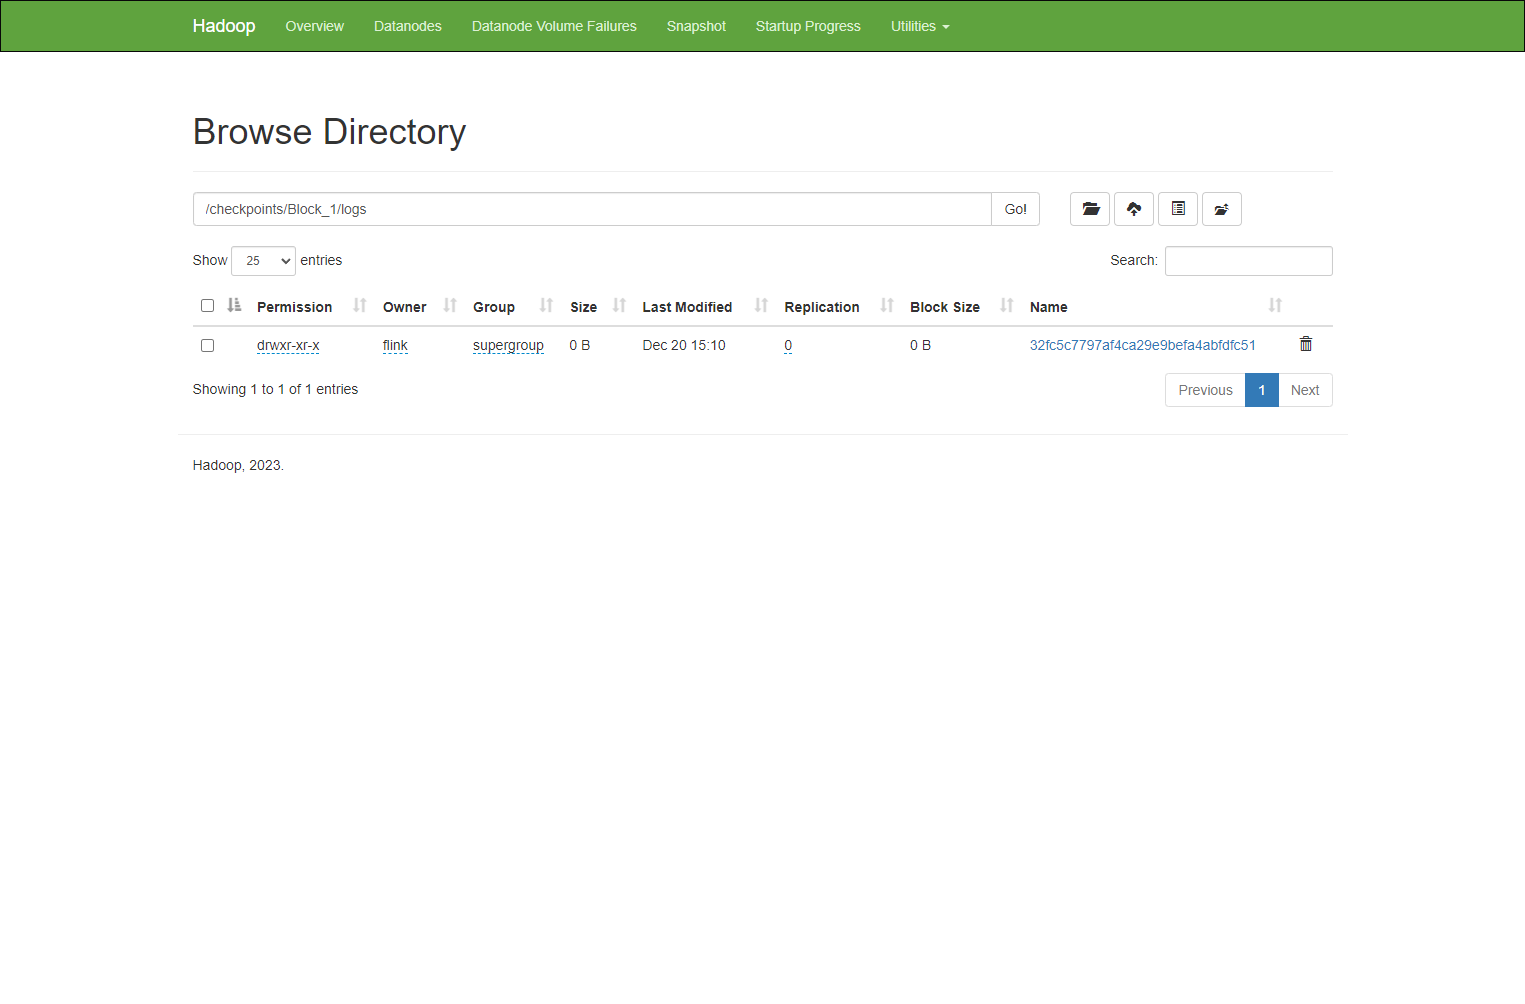 Hadoop Overview Datanodes Datanode Volume Failures Snapshot Startup Progress Utilities
Browse Directory
/checkpoints/Block_1/logs Go!
Show 25 entries Search:
Permission Owner Group Size Last Modified Replication Block Size Name
drwxr-xr-x flink supergroup 0 B Dec 20 15:10 0 0 B 32fc5c7797af4ca29e9befa4abfdfc51
Showing 1 to 1 of 1 entries Previous 1 Next
Hadoop, 2023.